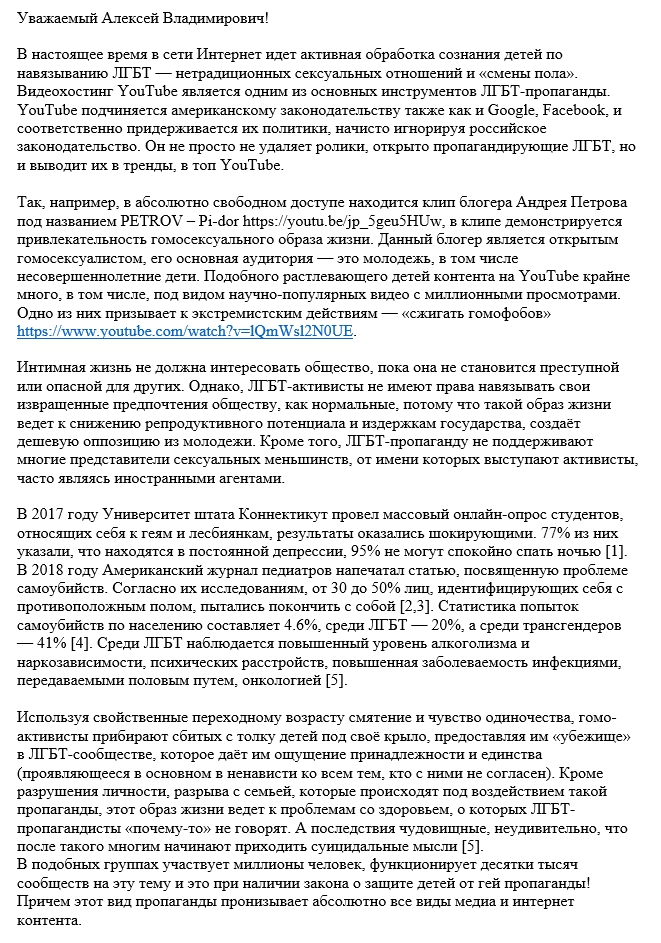 Уважаемый Алексей Владимирович!
В настоящее время в сети Интернет идет активная обработка сознания детей по
навязыванию ЛГБТ — нетрадиционных сексуальных отношений и «смены пола».
Видеохостинг YouTube является одним из основных инструментов ЛГБТ-пропаганды.
YouTube подчиняется американскому законодательству также как и Google, Facebook, и
соответственно придерживается их политики, начисто игнорируя российское
законодательство. Он не просто не удаляет ролики, открыто пропагандирующие ЛГБТ, но
и выводит их в тренды, в топ YouTube.
Так, например, в абсолютно свободном доступе находится клип блогера Андрея Петрова
под названием PETROV – Pi-dor https://youtu.be/jp_5geu5HUw, в клипе демонстрируется
привлекательность гомосексуального образа жизни. Данный блогер является открытым
гомосексуалистом, его основная аудитория — это молодежь, в том числе
несовершеннолетние дети. Подобного растлевающего детей контента на YouTube крайне
много, в том числе, под видом научно-популярных видео с миллионными просмотрами.
Одно из них призывает к экстремистским действиям — «сжигать гомофобов»
https://www.youtube.com/watch?v=lQmWsl2N0UE.
Интимная жизнь не должна интересовать общество, пока она не становится преступной
или опасной для других. Однако, ЛГБТ-активисты не имеют права навязывать свои
извращенные предпочтения обществу, как нормальные, потому что такой образ жизни
ведет к снижению репродуктивного потенциала и издержкам государства, создаёт
дешевую оппозицию из молодежи. Кроме того, ЛГБТ-пропаганду не поддерживают
многие представители сексуальных меньшинств, от имени которых выступают активисты,
часто являясь иностранными агентами.
В 2017 году Университет штата Коннектикут провел массовый онлайн-опрос студентов,
относящих себя к геям и лесбиянкам, результаты оказались шокирующими. 77% из них
указали, что находятся в постоянной депрессии, 95% не могут спокойно спать ночью [1].
В 2018 году Американский журнал педиатров напечатал статью, посвященную проблеме
самоубийств. Согласно их исследованиям, от 30 до 50% лиц, идентифицирующих себя с
противоположным полом, пытались покончить с собой [2,3]. Статистика попыток
самоубийств по населению составляет 4.6%, среди ЛГБТ — 20%, а среди трансгендеров
— 41% [4]. Среди ЛГБТ наблюдается повышенный уровень алкоголизма и
наркозависимости, психических расстройств, повышенная заболеваемость инфекциями,
передаваемыми половым путем, онкологией [5].
Используя свойственные переходному возрасту смятение и чувство одиночества, гомо-
активисты прибирают сбитых с толку детей под своё крыло, предоставляя им «убежище»
в ЛГБТ-сообществе, которое даёт им ощущение принадлежности и единства
(проявляющееся в основном в ненависти ко всем тем, кто с ними не согласен). Кроме
разрушения личности, разрыва с семьей, которые происходят под воздействием такой
пропаганды, этот образ жизни ведет к проблемам со здоровьем, о которых ЛГБТ-
пропагандисты «почему-то» не говорят. А последствия чудовищные, неудивительно, что
после такого многим начинают приходить суицидальные мысли [5].
В подобных группах участвует миллионы человек, функционирует десятки тысяч
сообществ на эту тему и это при наличии закона о защите детей от гей пропаганды!
Причем этот вид пропаганды пронизывает абсолютно все виды медиа и интернет
контента.